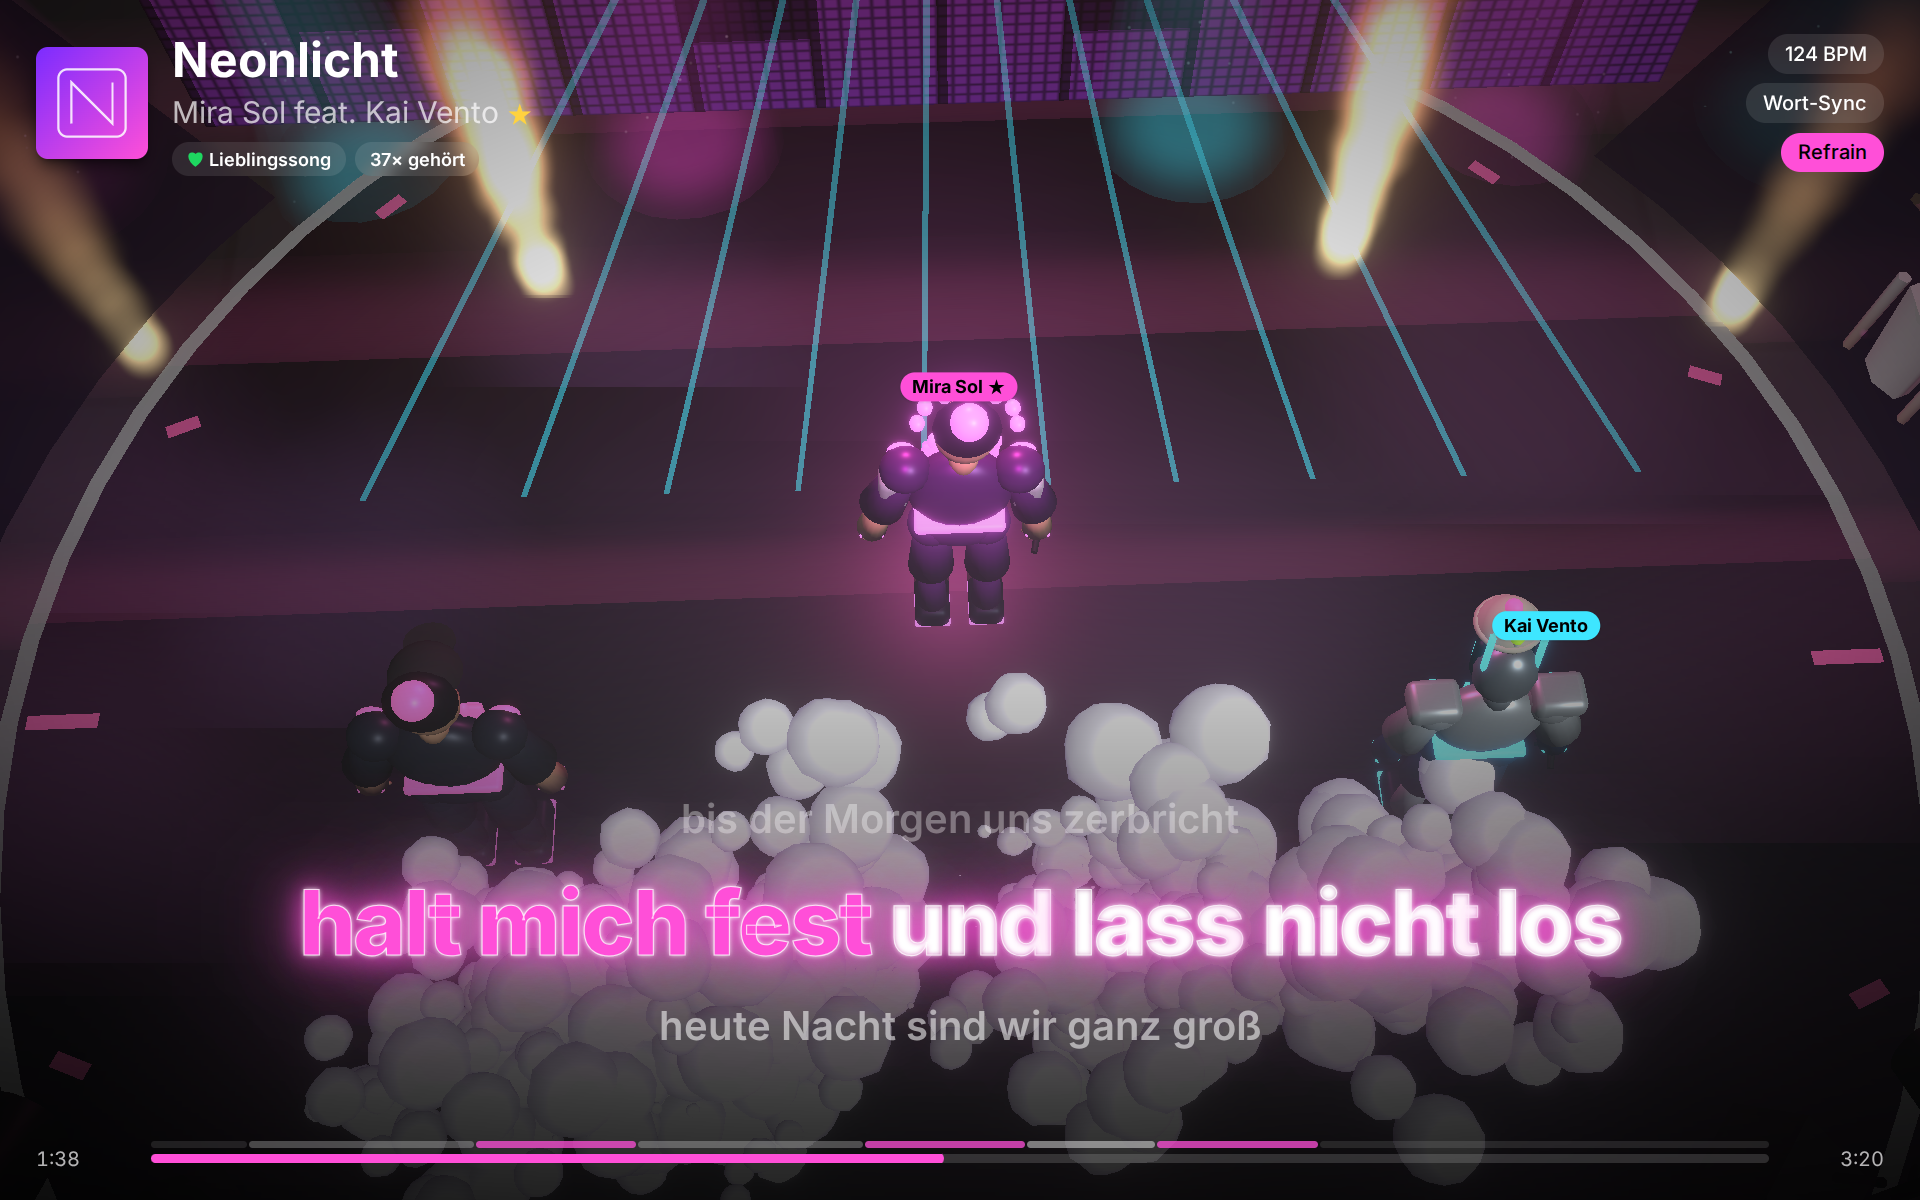 N
Neonlicht
Mira Sol feat. Kai Vento ★
Lieblingssong
37× gehört
124 BPM
Wort-Sync
Refrain
Mira Sol ★
Kai Vento
bis der Morgen uns zerbricht
halt mich fest und lass nicht los
heute Nacht sind wir ganz groß
1:38
3:20